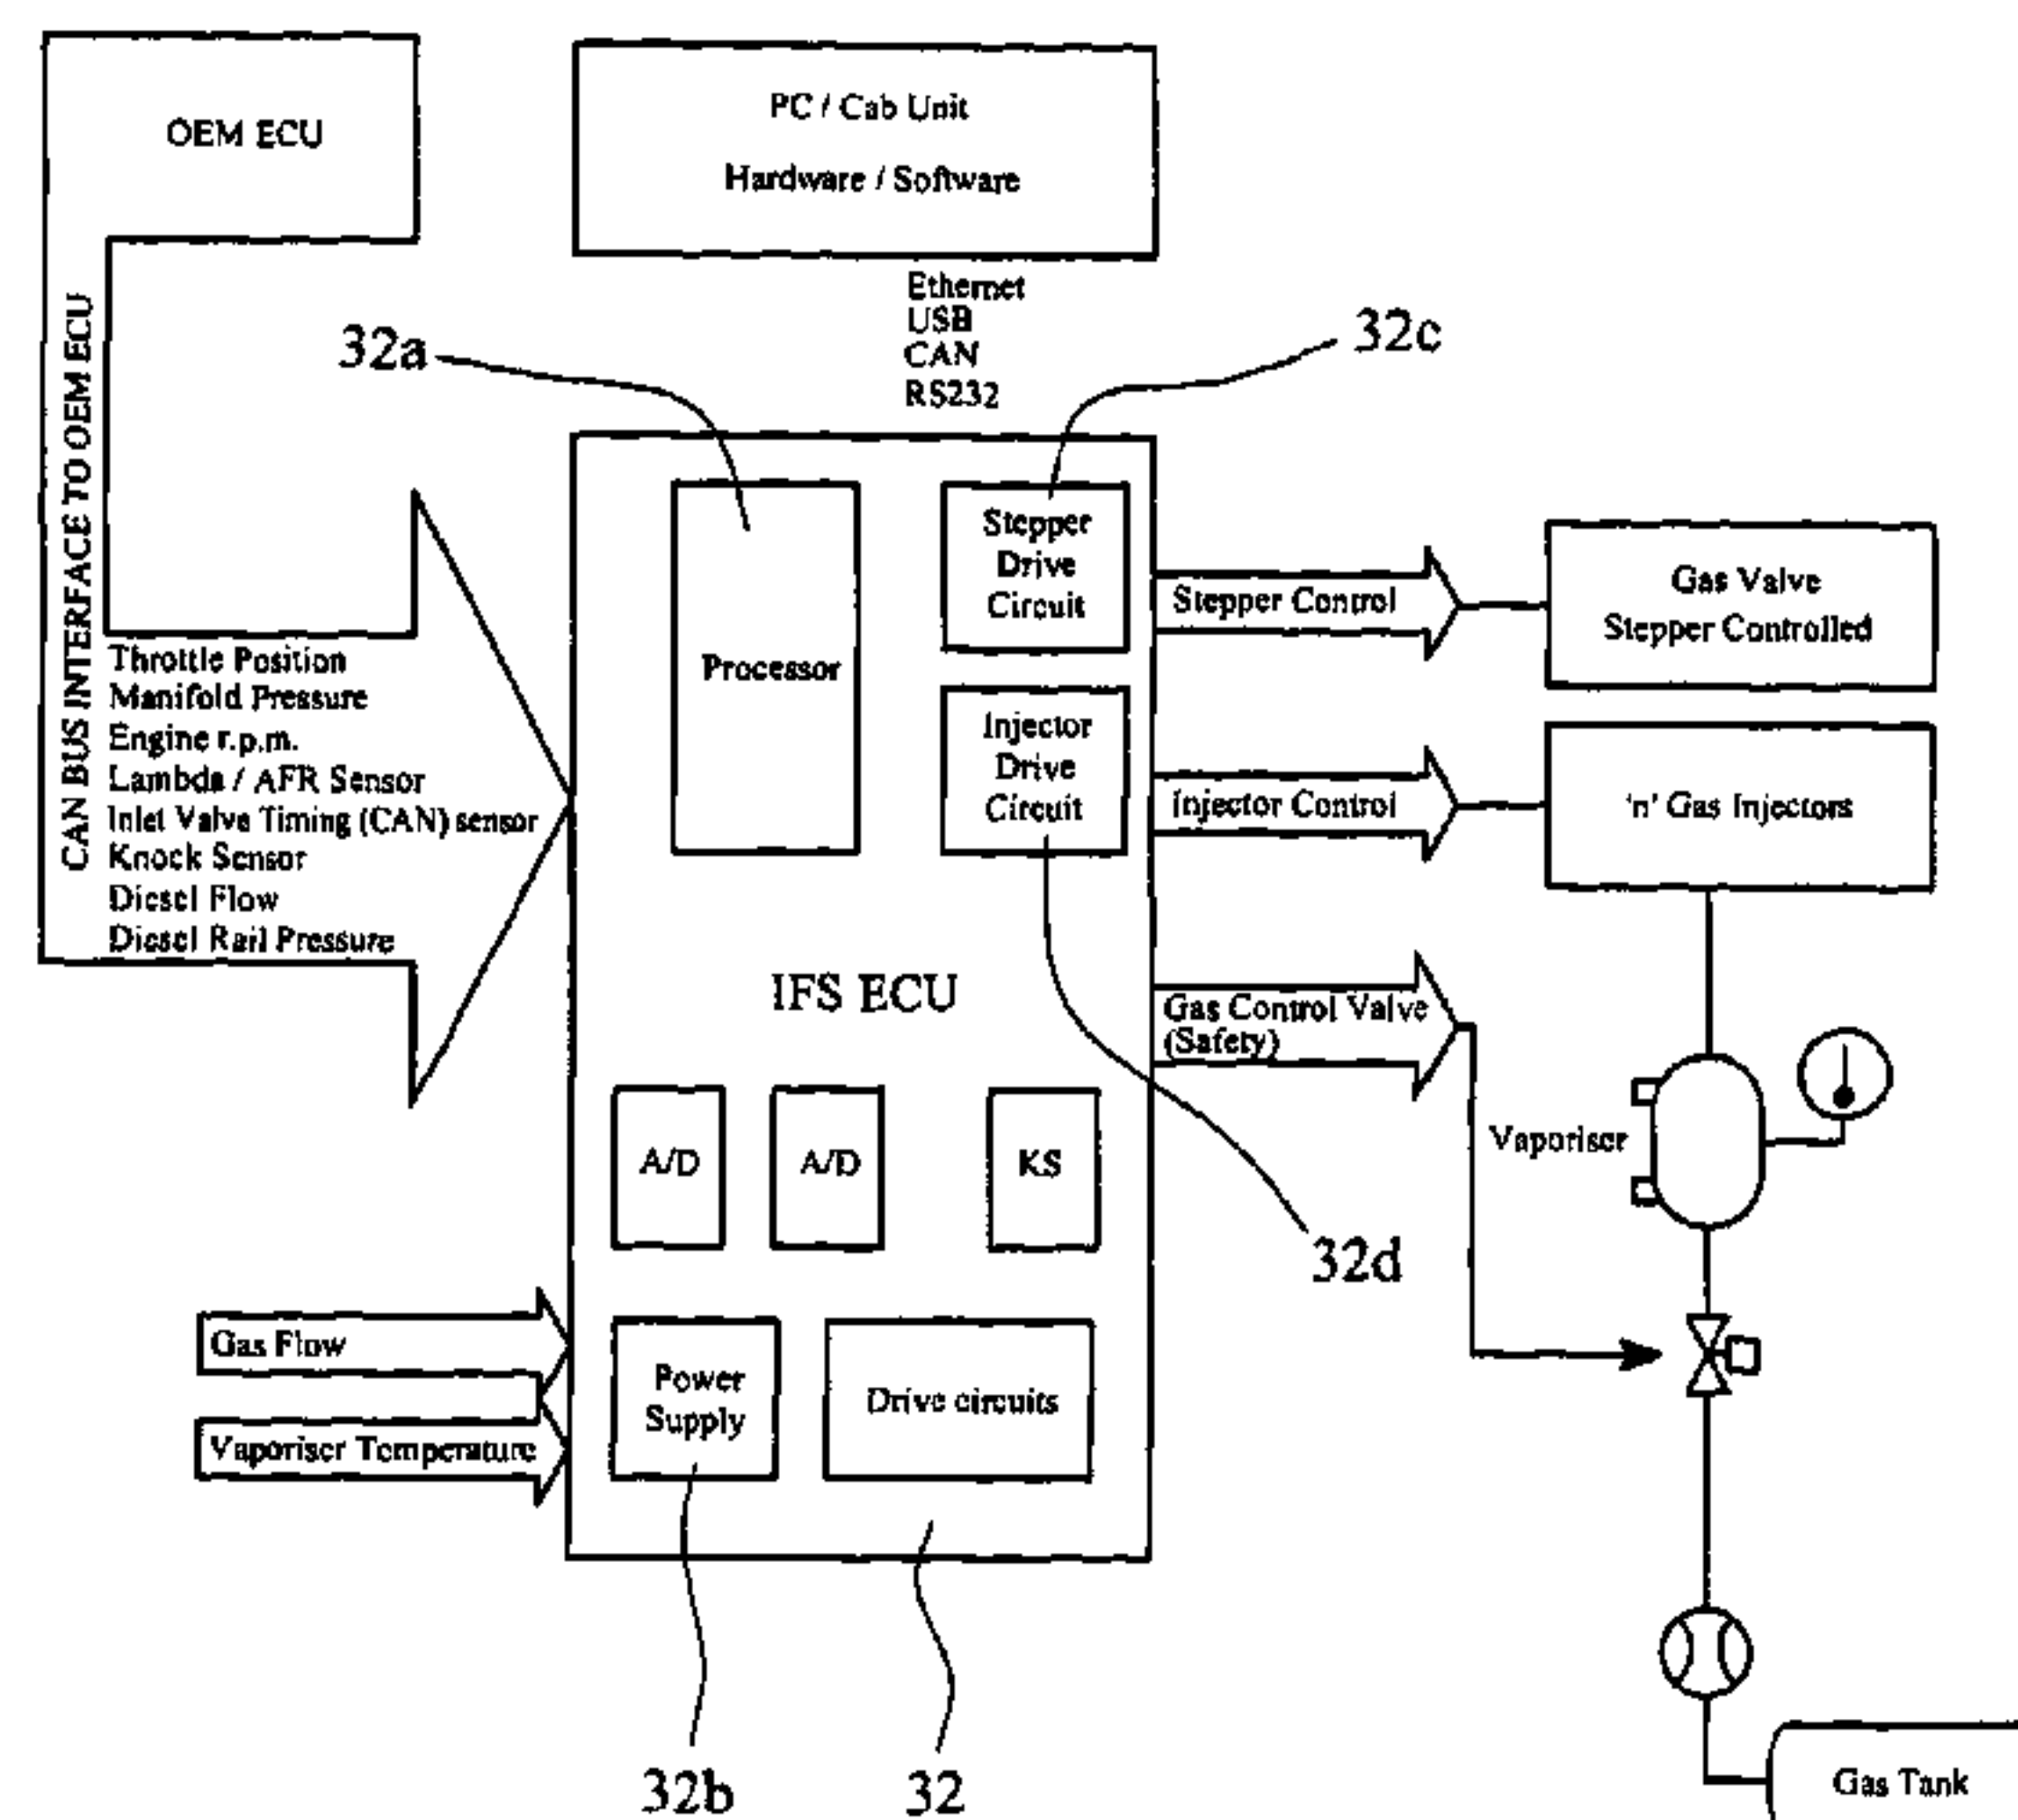 OEM ECU
PC / Cab Unit
Hardware / Software
Ethernet
USB
CAN
RS232
32a
32c
CAN BUS INTERFACE TO OEM ECU
Throttle Position
Manifold Pressure
Engine r.p.m.
Lambda / AFR Sensor
Inlet Valve Timing (CAN) sensor
Knock Sensor
Diesel Flow
Diesel Rail Pressure
Processor
Stepper
Drive
Circuit
Injector
Drive
Circuit
Stepper Control
Gas Valve
Stepper Controlled
Injector Control
'n' Gas Injectors
IFS ECU
Gas Control Valve
(Safety)
A/D
A/D
KS
Vaporiser
32d
Gas Flow
Vaporiser Temperature
Power
Supply
Drive circuits
32b
32
Gas Tank